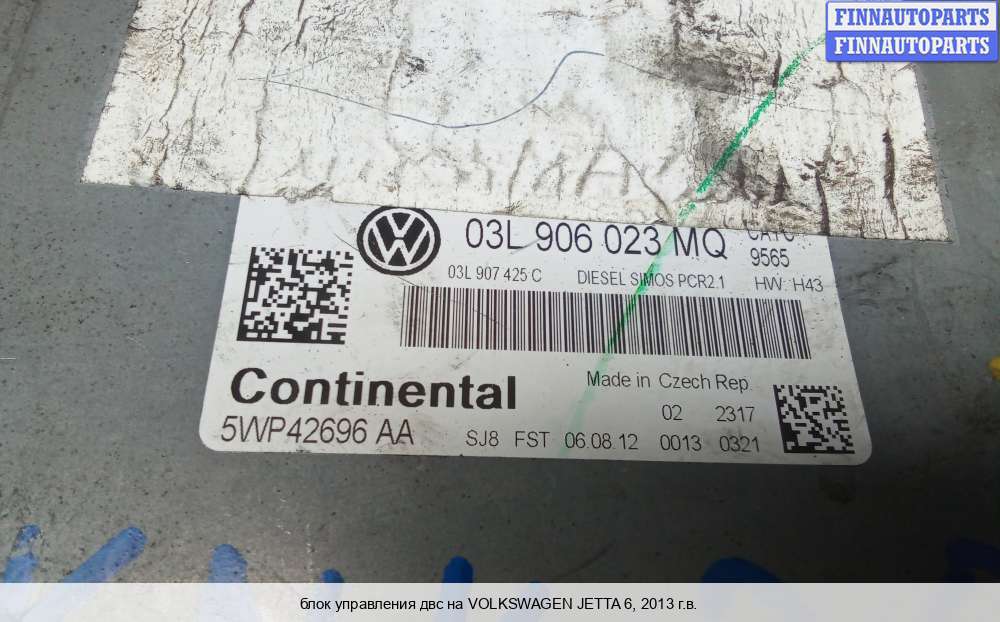 FINNAUTOPARTS
FINNAUTOPARTS
03L 906 023 MQ
9565
03L 907 425 C DIESEL SIMOS PCR2.1 HW: H43
Continental
Made in Czech Rep.
02 2317
5WP42696 AA
SJ8 FST 06.08.12 0013 0321
блок управления двс на VOLKSWAGEN JETTA 6, 2013 г.в.